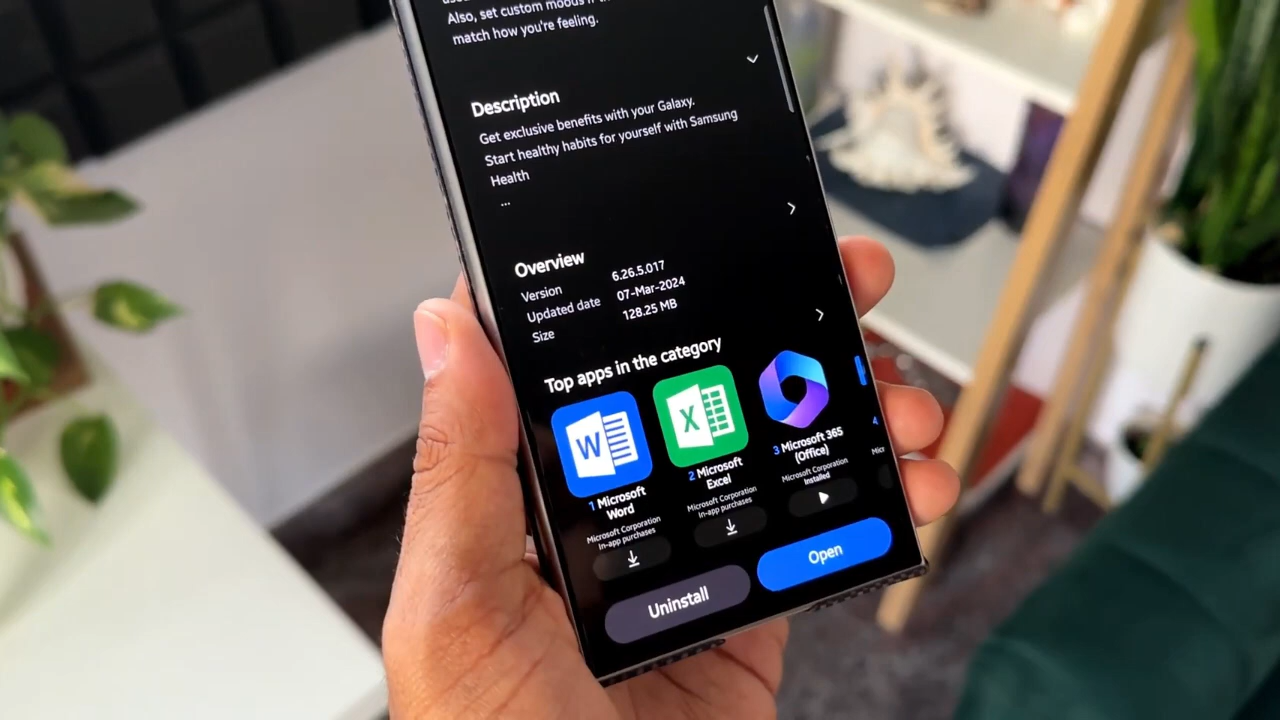 Also, set custom moods if
match how you're feeling.
Description
Get exclusive benefits with your Galaxy.
Start healthy habits for yourself with Samsung
Health
...
Overview
Version 6.26.5.017
Updated date 07-Mar-2024
Size 128.25 MB
Top apps in the category
W
X
1 Microsoft
Word
Microsoft Corporation
In-app purchases
2 Microsoft
Excel
Microsoft Corporation
In-app purchases
3 Microsoft 365
(Office)
Microsoft Corporation
Installed
4
Micr
Uninstall
Open